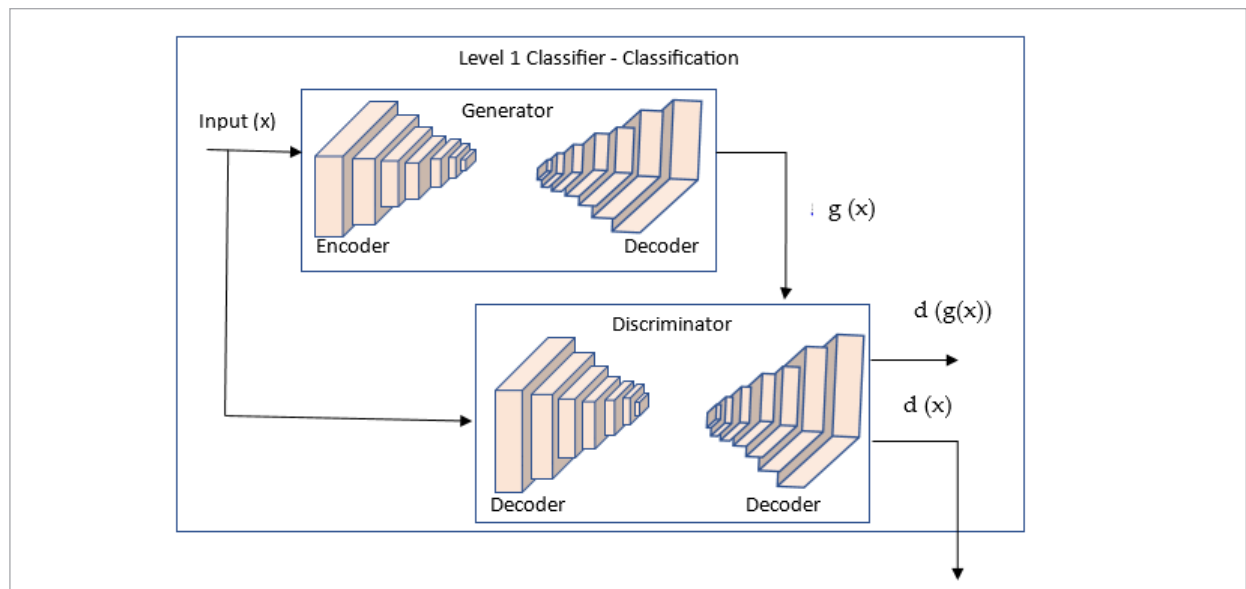 Level 1 Classifier - Classification
Input (x)
Generator
Encoder
Decoder
g (x)
Discriminator
d (g(x))
d (x)
Decoder
Decoder